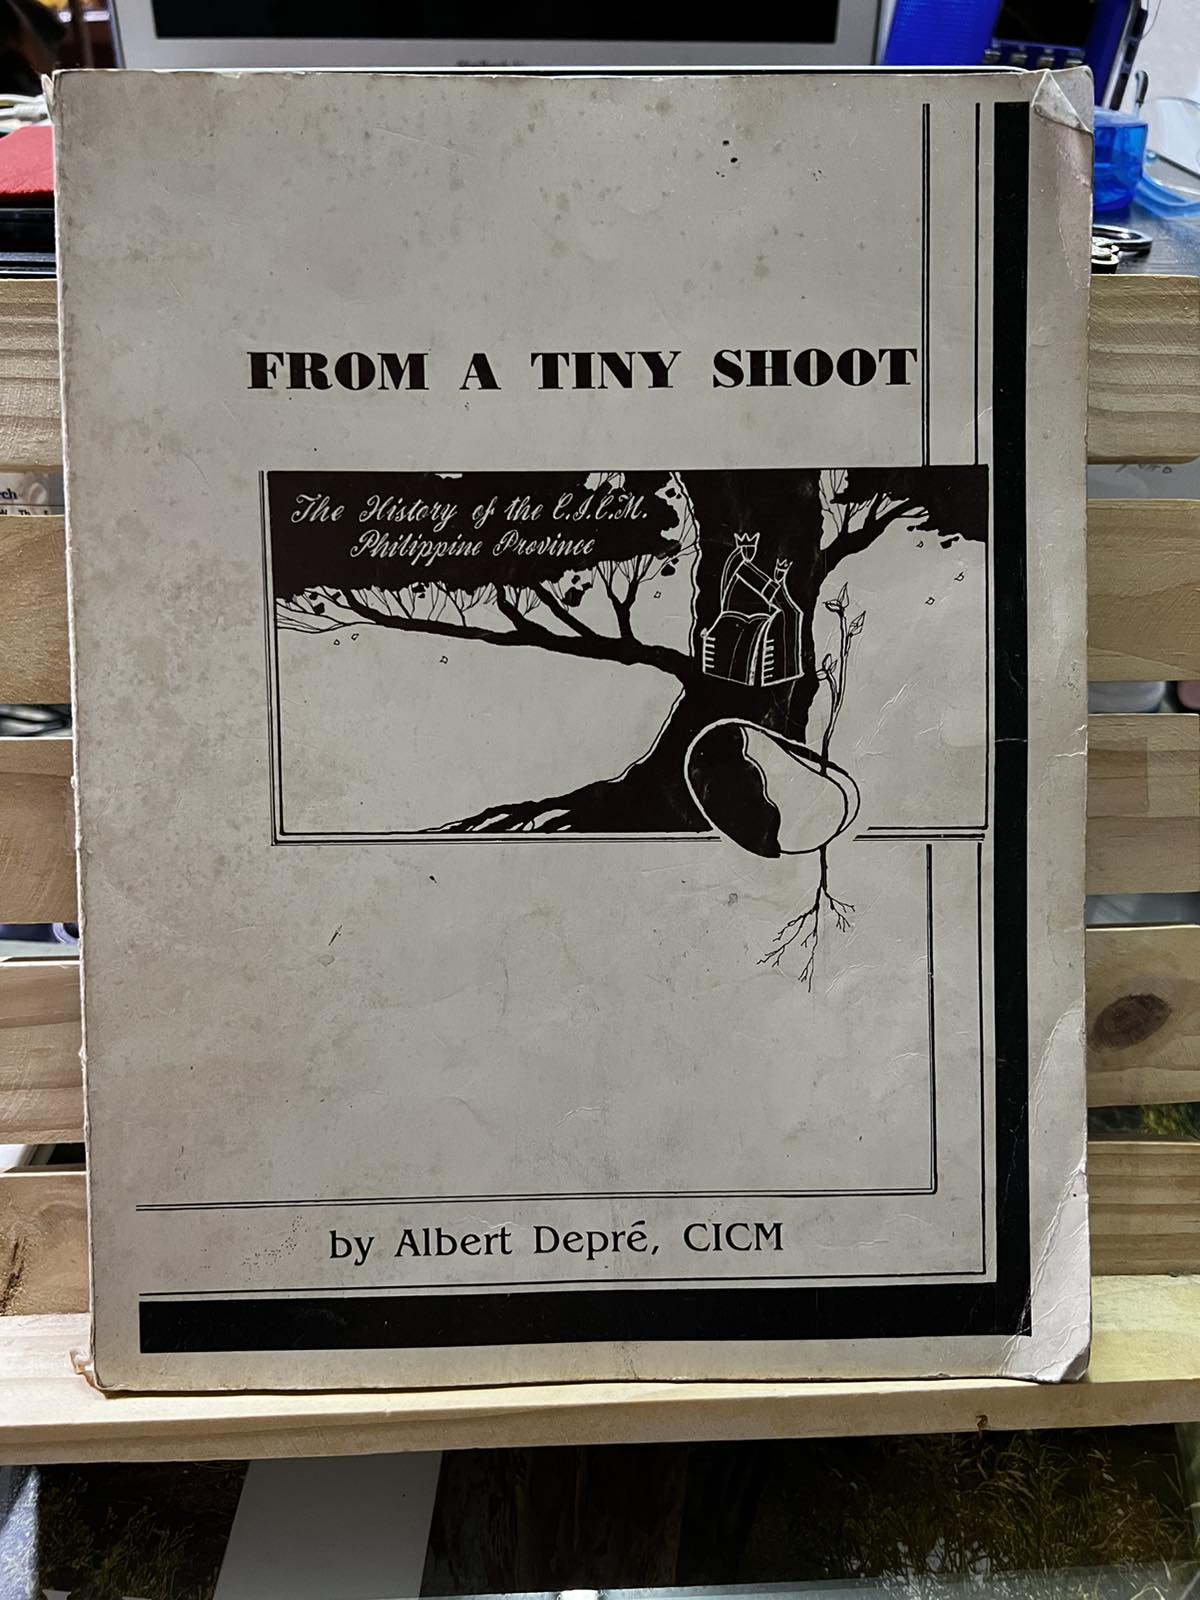 FROM A TINY SHOOT
The History of the C.I.C.M.
Philippine Province
by Albert Depré, CICM